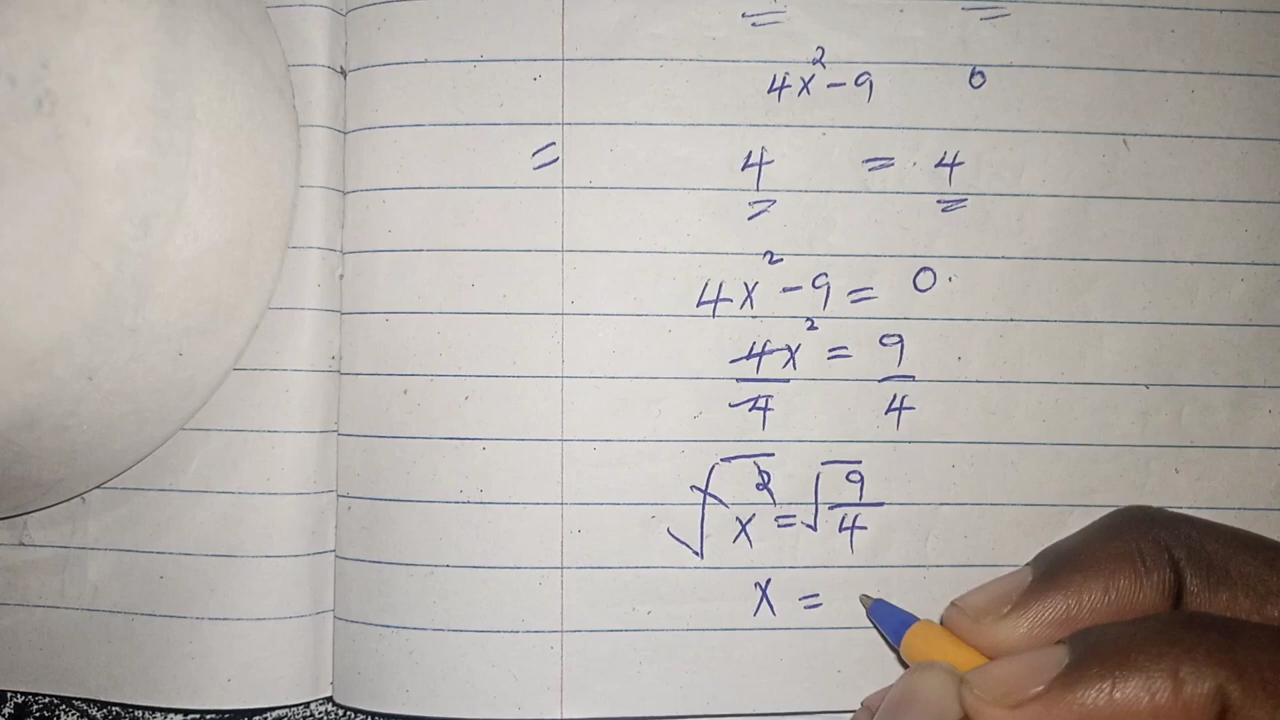 = =
4x² - 9 0
= 4 = 4
= =
4x² - 9 = 0
4x² = 9
4 4
√x² = √9/4
x =